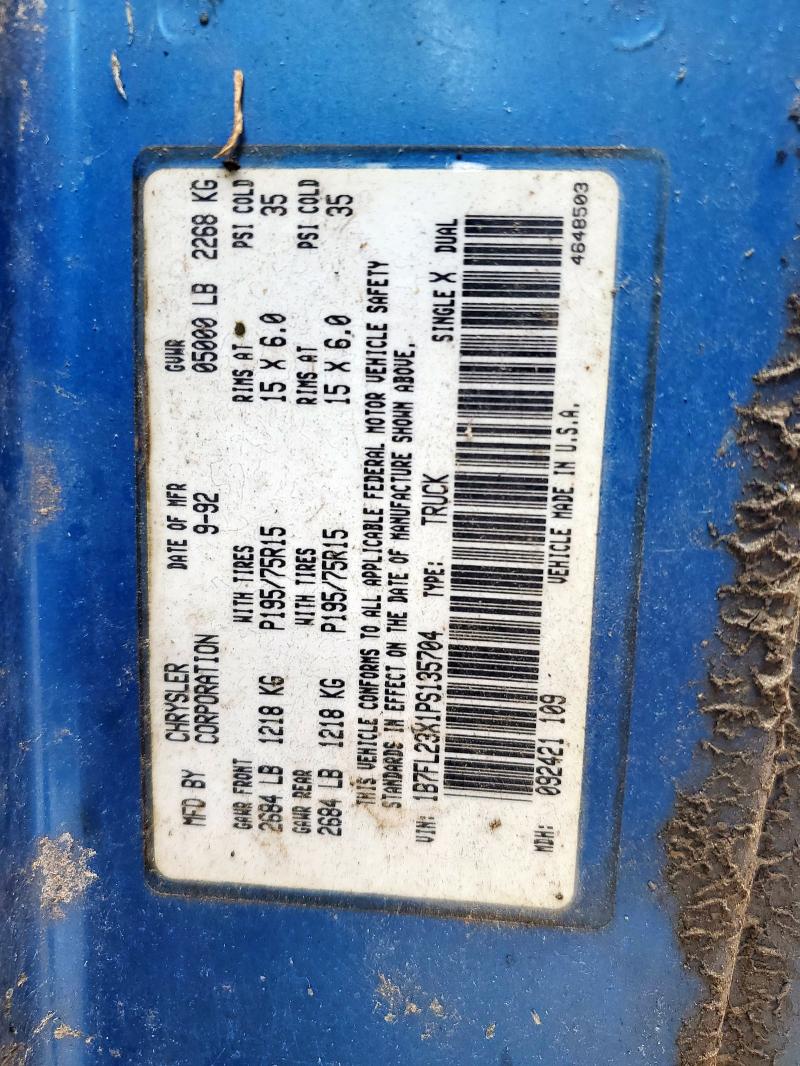 MFD BY CHRYSLER CORPORATION DATE OF MFR 9-92 GVWR 05000 LB 2268 KG
GAWR FRONT WITH TIRES RIMS AT PSI COLD
2684 LB 1218 KG P195/75R15 15 X 6.0 35
GAWR REAR WITH TIRES RIMS AT PSI COLD
2684 LB 1218 KG P195/75R15 15 X 6.0 35
THIS VEHICLE CONFORMS TO ALL APPLICABLE FEDERAL MOTOR VEHICLE SAFETY
STANDARDS IN EFFECT ON THE DATE OF MANUFACTURE SHOWN ABOVE.
VIN: 1B7FL23X1PS135704 TYPE: TRUCK SINGLE X DUAL
MDH: 092421 109 VEHICLE MADE IN U.S.A. 4648503